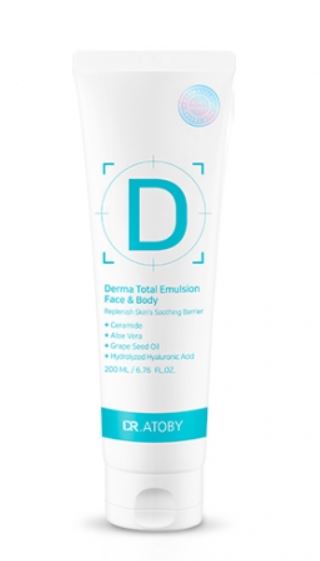 D
Derma Total Emulsion
Face & Body
Replenish Skin's Soothing Barrier
+ Ceramide
+ Aloe Vera
+ Grape Seed Oil
+ Hydrolyzed Hyaluronic Acid
200 ML / 6.76 FL.OZ.
DR.ATOBY